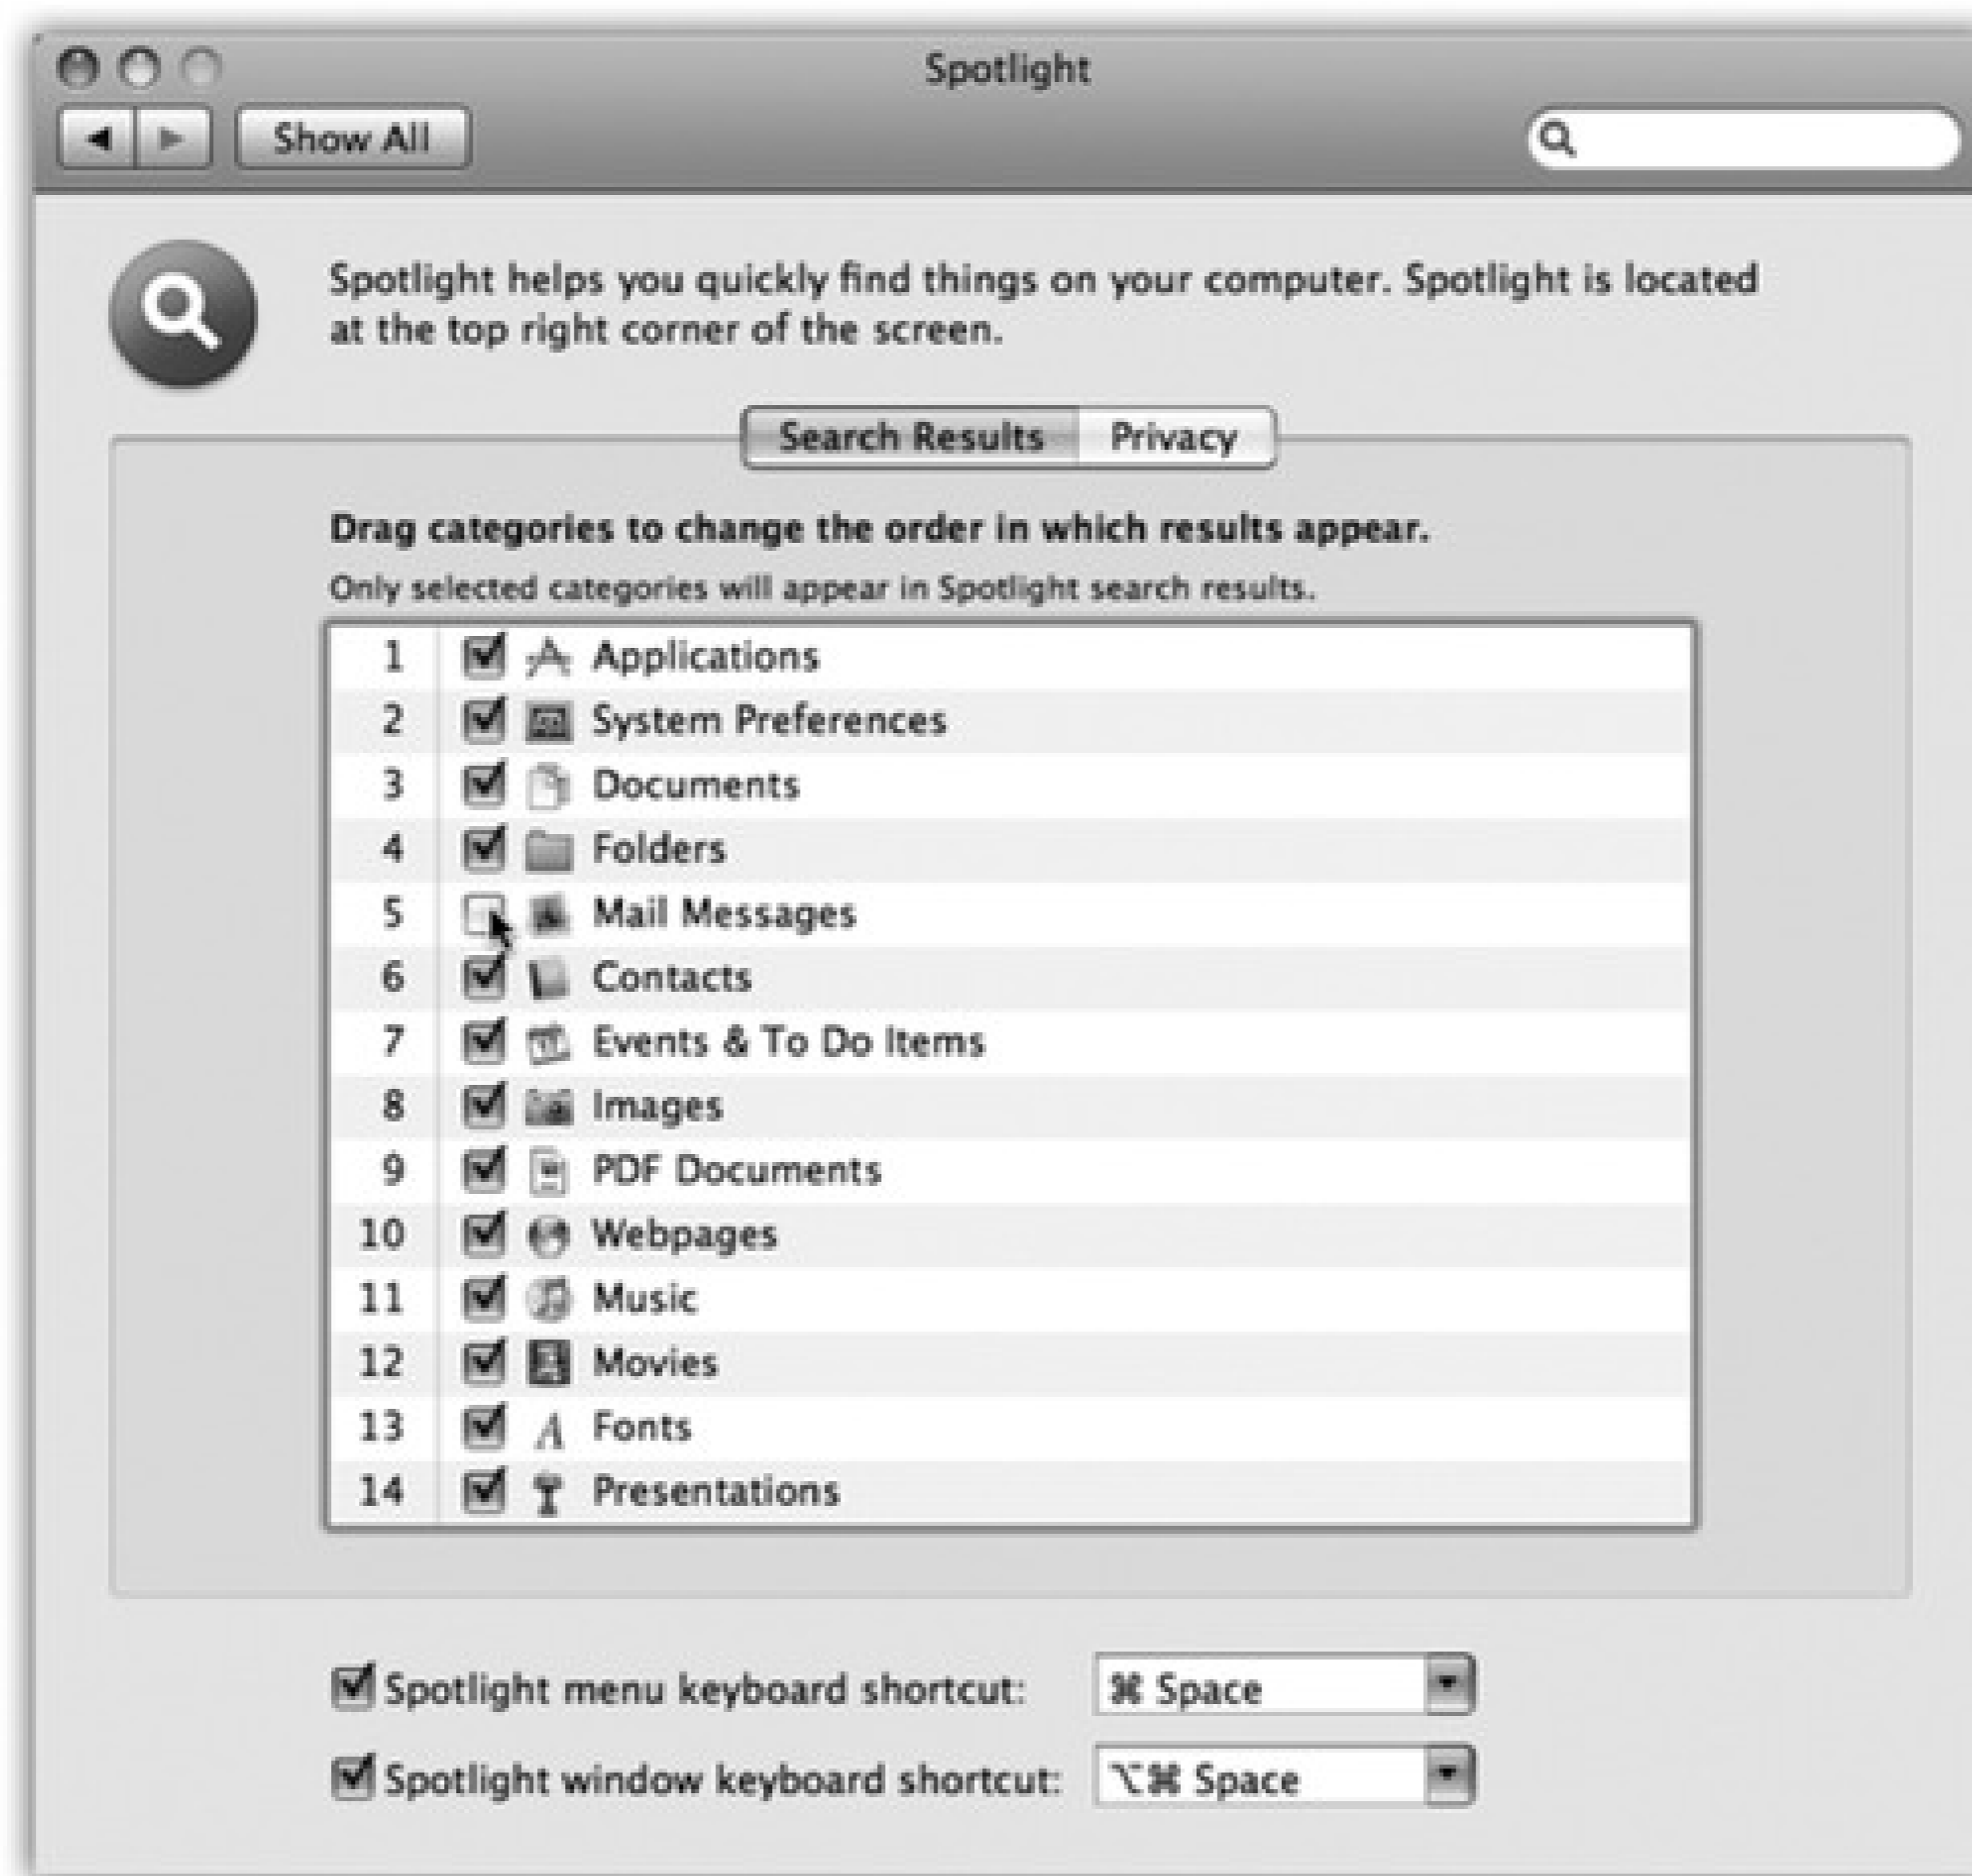 Spotlight
Show All
Spotlight helps you quickly find things on your computer. Spotlight is located
at the top right corner of the screen.
Search Results Privacy
Drag categories to change the order in which results appear.
Only selected categories will appear in Spotlight search results.
1 Applications
2 System Preferences
3 Documents
4 Folders
5 Mail Messages
6 Contacts
7 Events & To Do Items
8 Images
9 PDF Documents
10 Webpages
11 Music
12 Movies
13 Fonts
14 Presentations
Spotlight menu keyboard shortcut: ⌘ Space
Spotlight window keyboard shortcut: ⌥⌘ Space